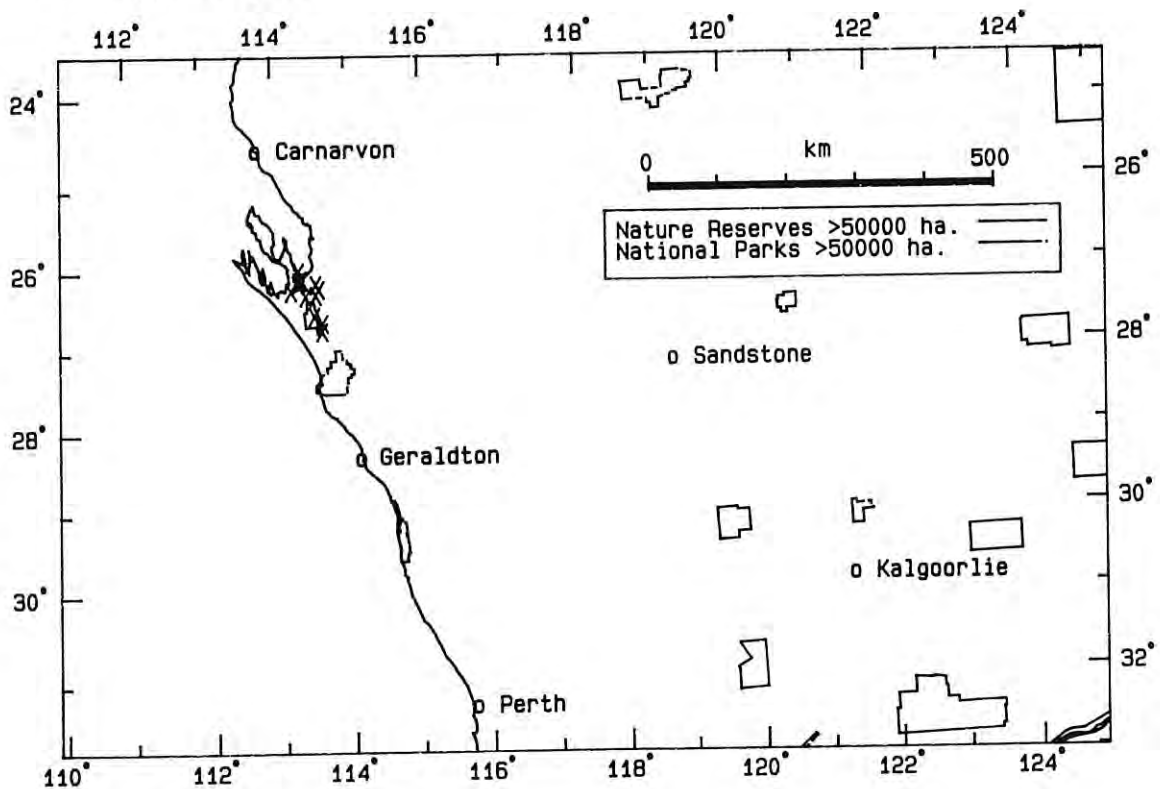 112° 114° 116° 120° 122° 124°
24°
Carnarvon
0 km 500
26°
Nature Reserves >50000 ha.
National Parks >50000 ha.
26°
28°
Sandstone
28°
Geraldton
30°
Kalgoorlie
30°
32°
Perth
110° 112° 114° 116° 118° 120° 122° 124°